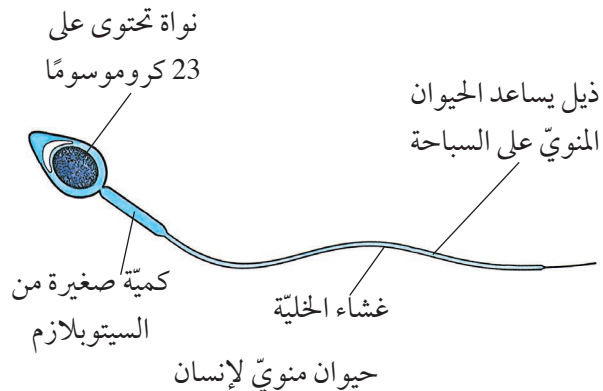 نواة تحتوى على
23 كروموسومًا
ذيل يساعد الحيوان
المنويّ على السباحة
كميّة صغيرة من
السيتوبلازم
غشاء الخليّة
حيوان منويّ لإنسان